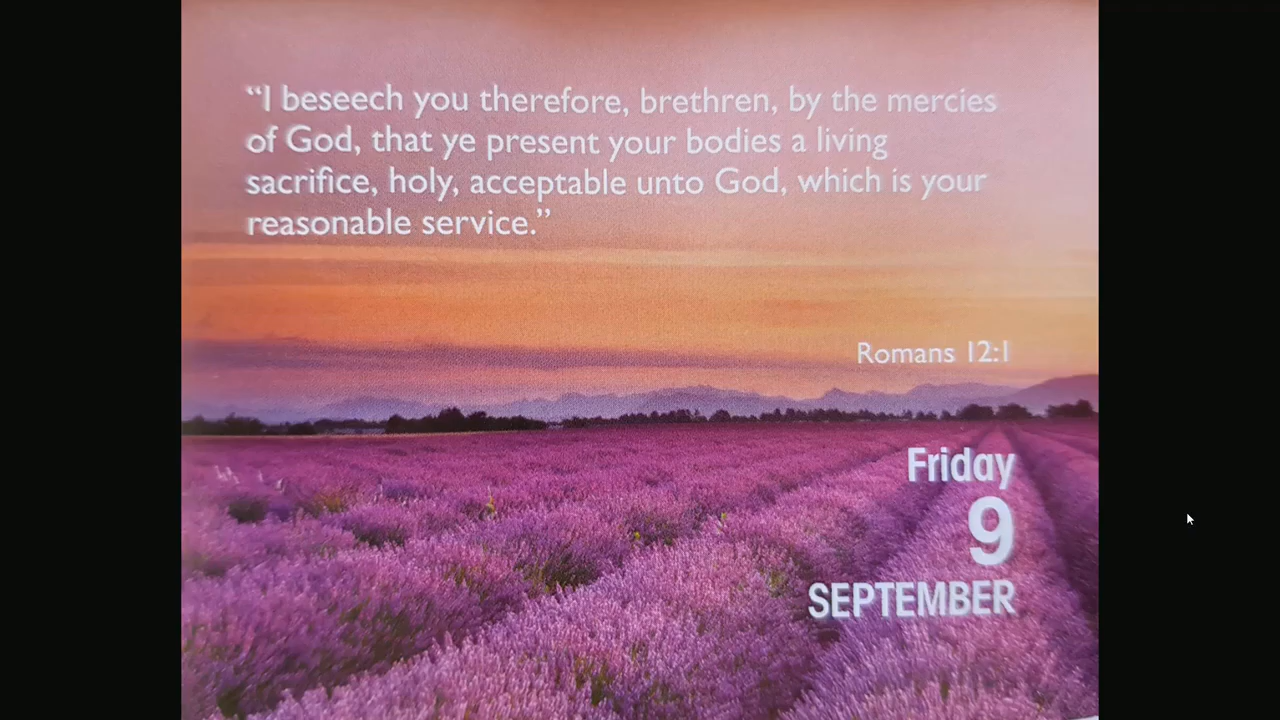 “I beseech you therefore, brethren, by the mercies
of God, that ye present your bodies a living
sacrifice, holy, acceptable unto God, which is your
reasonable service.”
Romans 12:1
Friday
9
SEPTEMBER